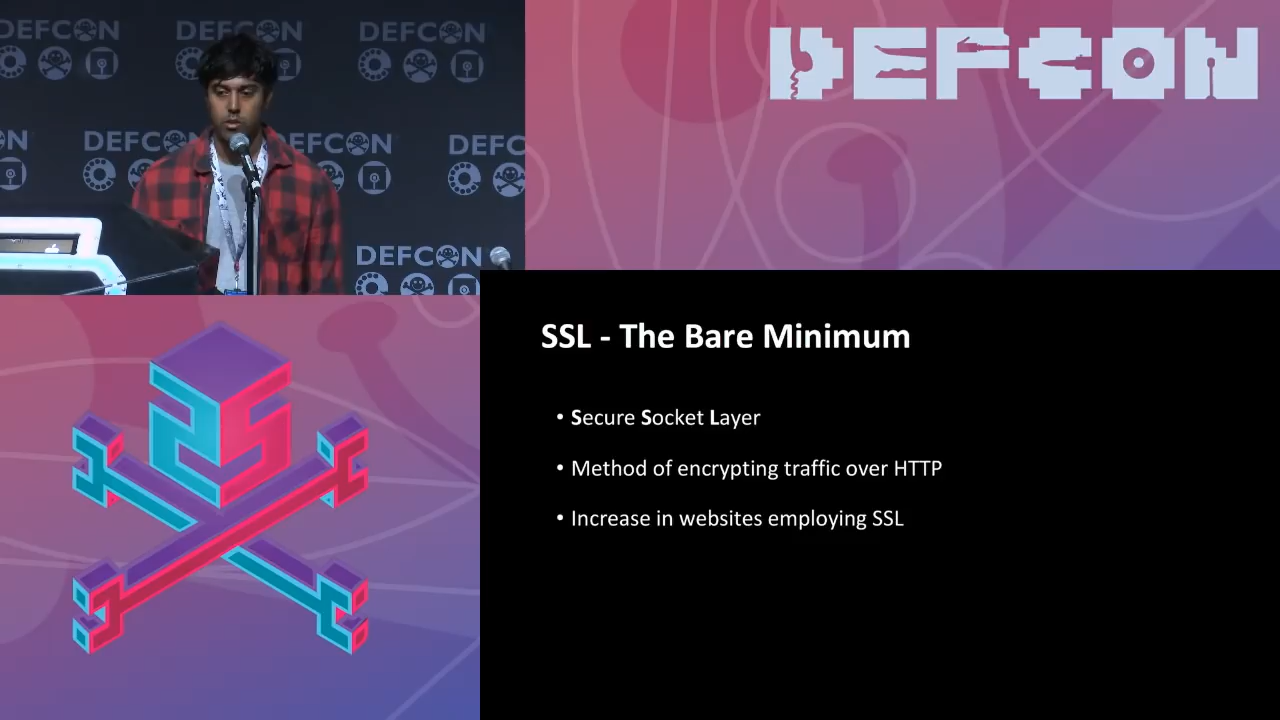 DEFCON
DEFCON
DEFCON
DEFCON
DEFCON
DEFCON
DEFCON
SSL - The Bare Minimum
• Secure Socket Layer
• Method of encrypting traffic over HTTP
• Increase in websites employing SSL